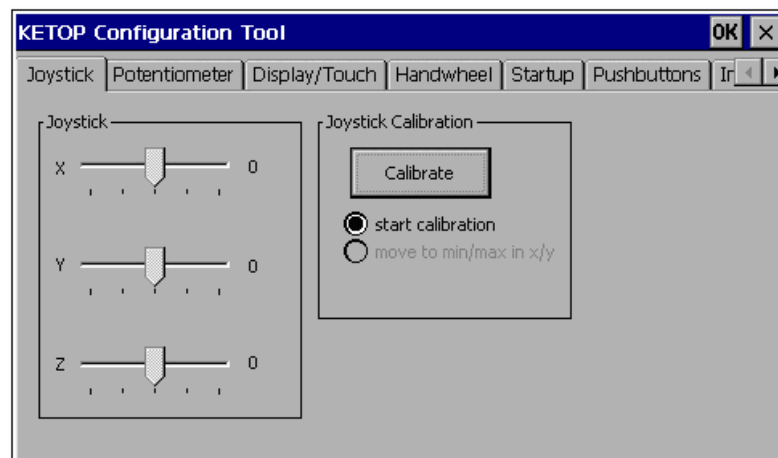 KETOP Configuration Tool OK ×
Joystick Potentiometer Display/Touch Handwheel Startup Pushbuttons
Joystick
X 0
Y 0
Z 0
Joystick Calibration
Calibrate
start calibration
move to min/max in x/y